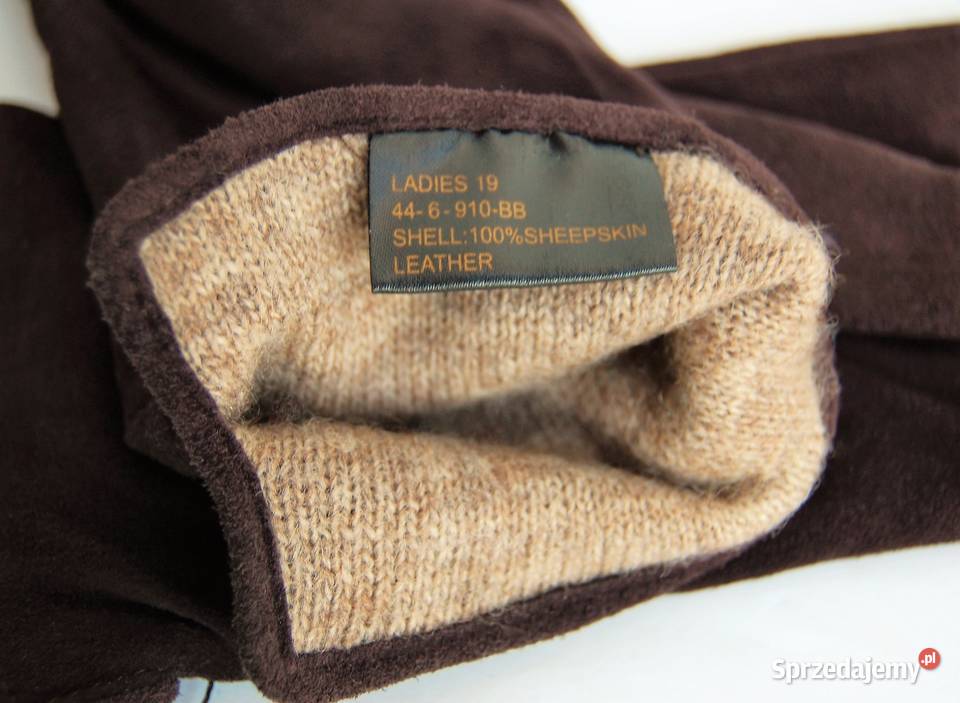 LADIES 19
44-6-910-BB
SHELL:100%SHEEPSKIN
LEATHER
Sprzedajemy.pl